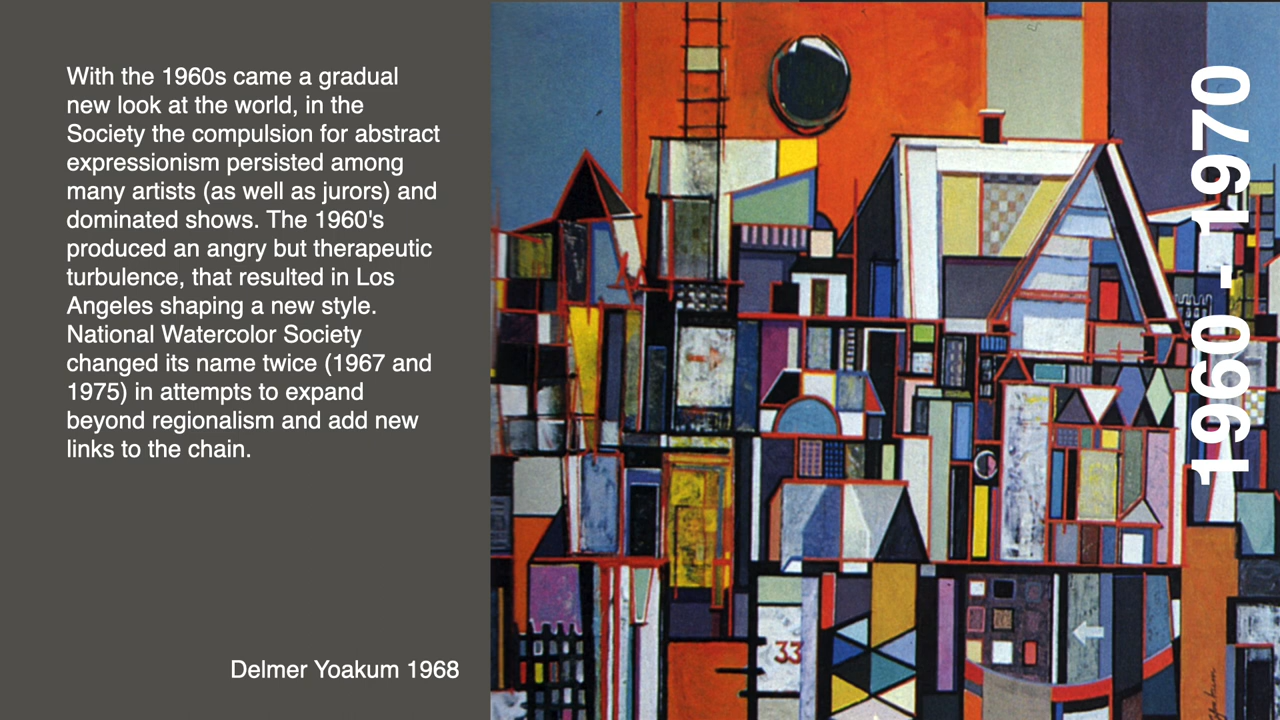 With the 1960s came a gradual
new look at the world, in the
Society the compulsion for abstract
expressionism persisted among
many artists (as well as jurors) and
dominated shows. The 1960's
produced an angry but therapeutic
turbulence, that resulted in Los
Angeles shaping a new style.
National Watercolor Society
changed its name twice (1967 and
1975) in attempts to expand
beyond regionalism and add new
links to the chain.
Delmer Yoakum 1968
1960 - 1970
33
Yoakum